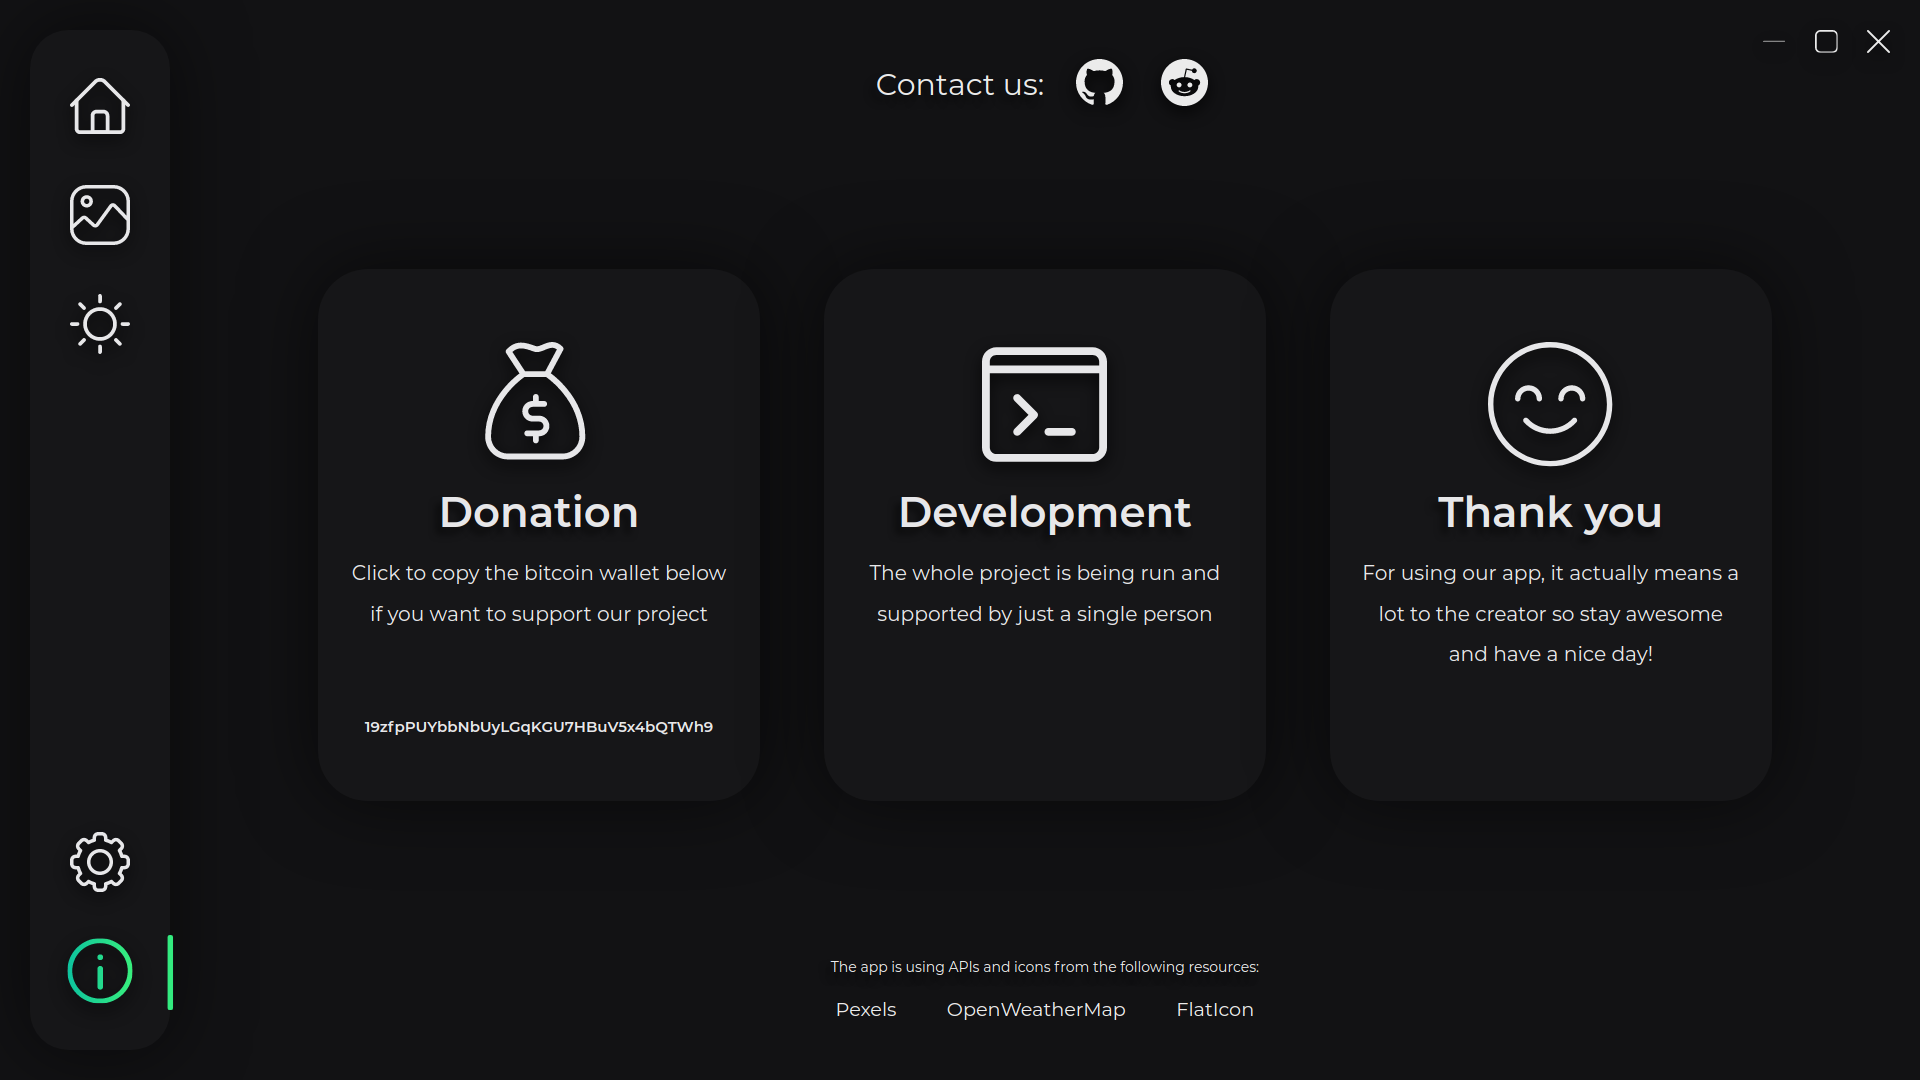 Contact us:
Donation
Click to copy the bitcoin wallet below
if you want to support our project
19zfpPUYbbNbUyLGqKGU7HBuV5x4bQTWh9
Development
The whole project is being run and
supported by just a single person
Thank you
For using our app, it actually means a
lot to the creator so stay awesome
and have a nice day!
The app is using APIs and icons from the following resources:
Pexels OpenWeatherMap FlatIcon